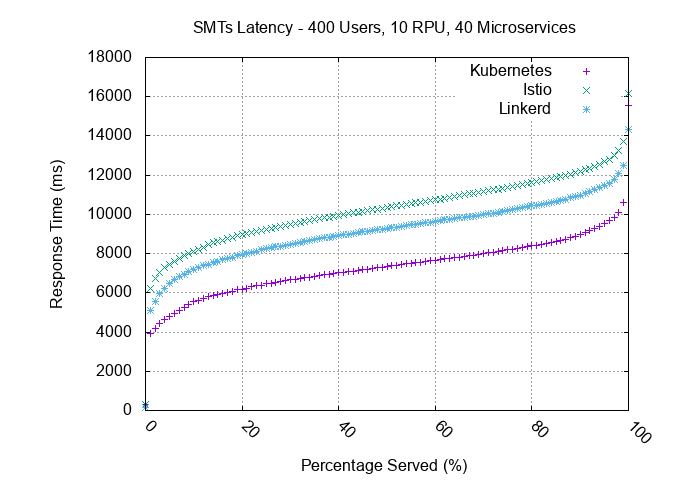 SMTs Latency - 400 Users, 10 RPU, 40 Microservices
18000
16000
14000
12000
10000
8000
6000
4000
2000
0
Response Time (ms)
Kubernetes
Istio
Linkerd
0
20
40
60
80
100
Percentage Served (%)